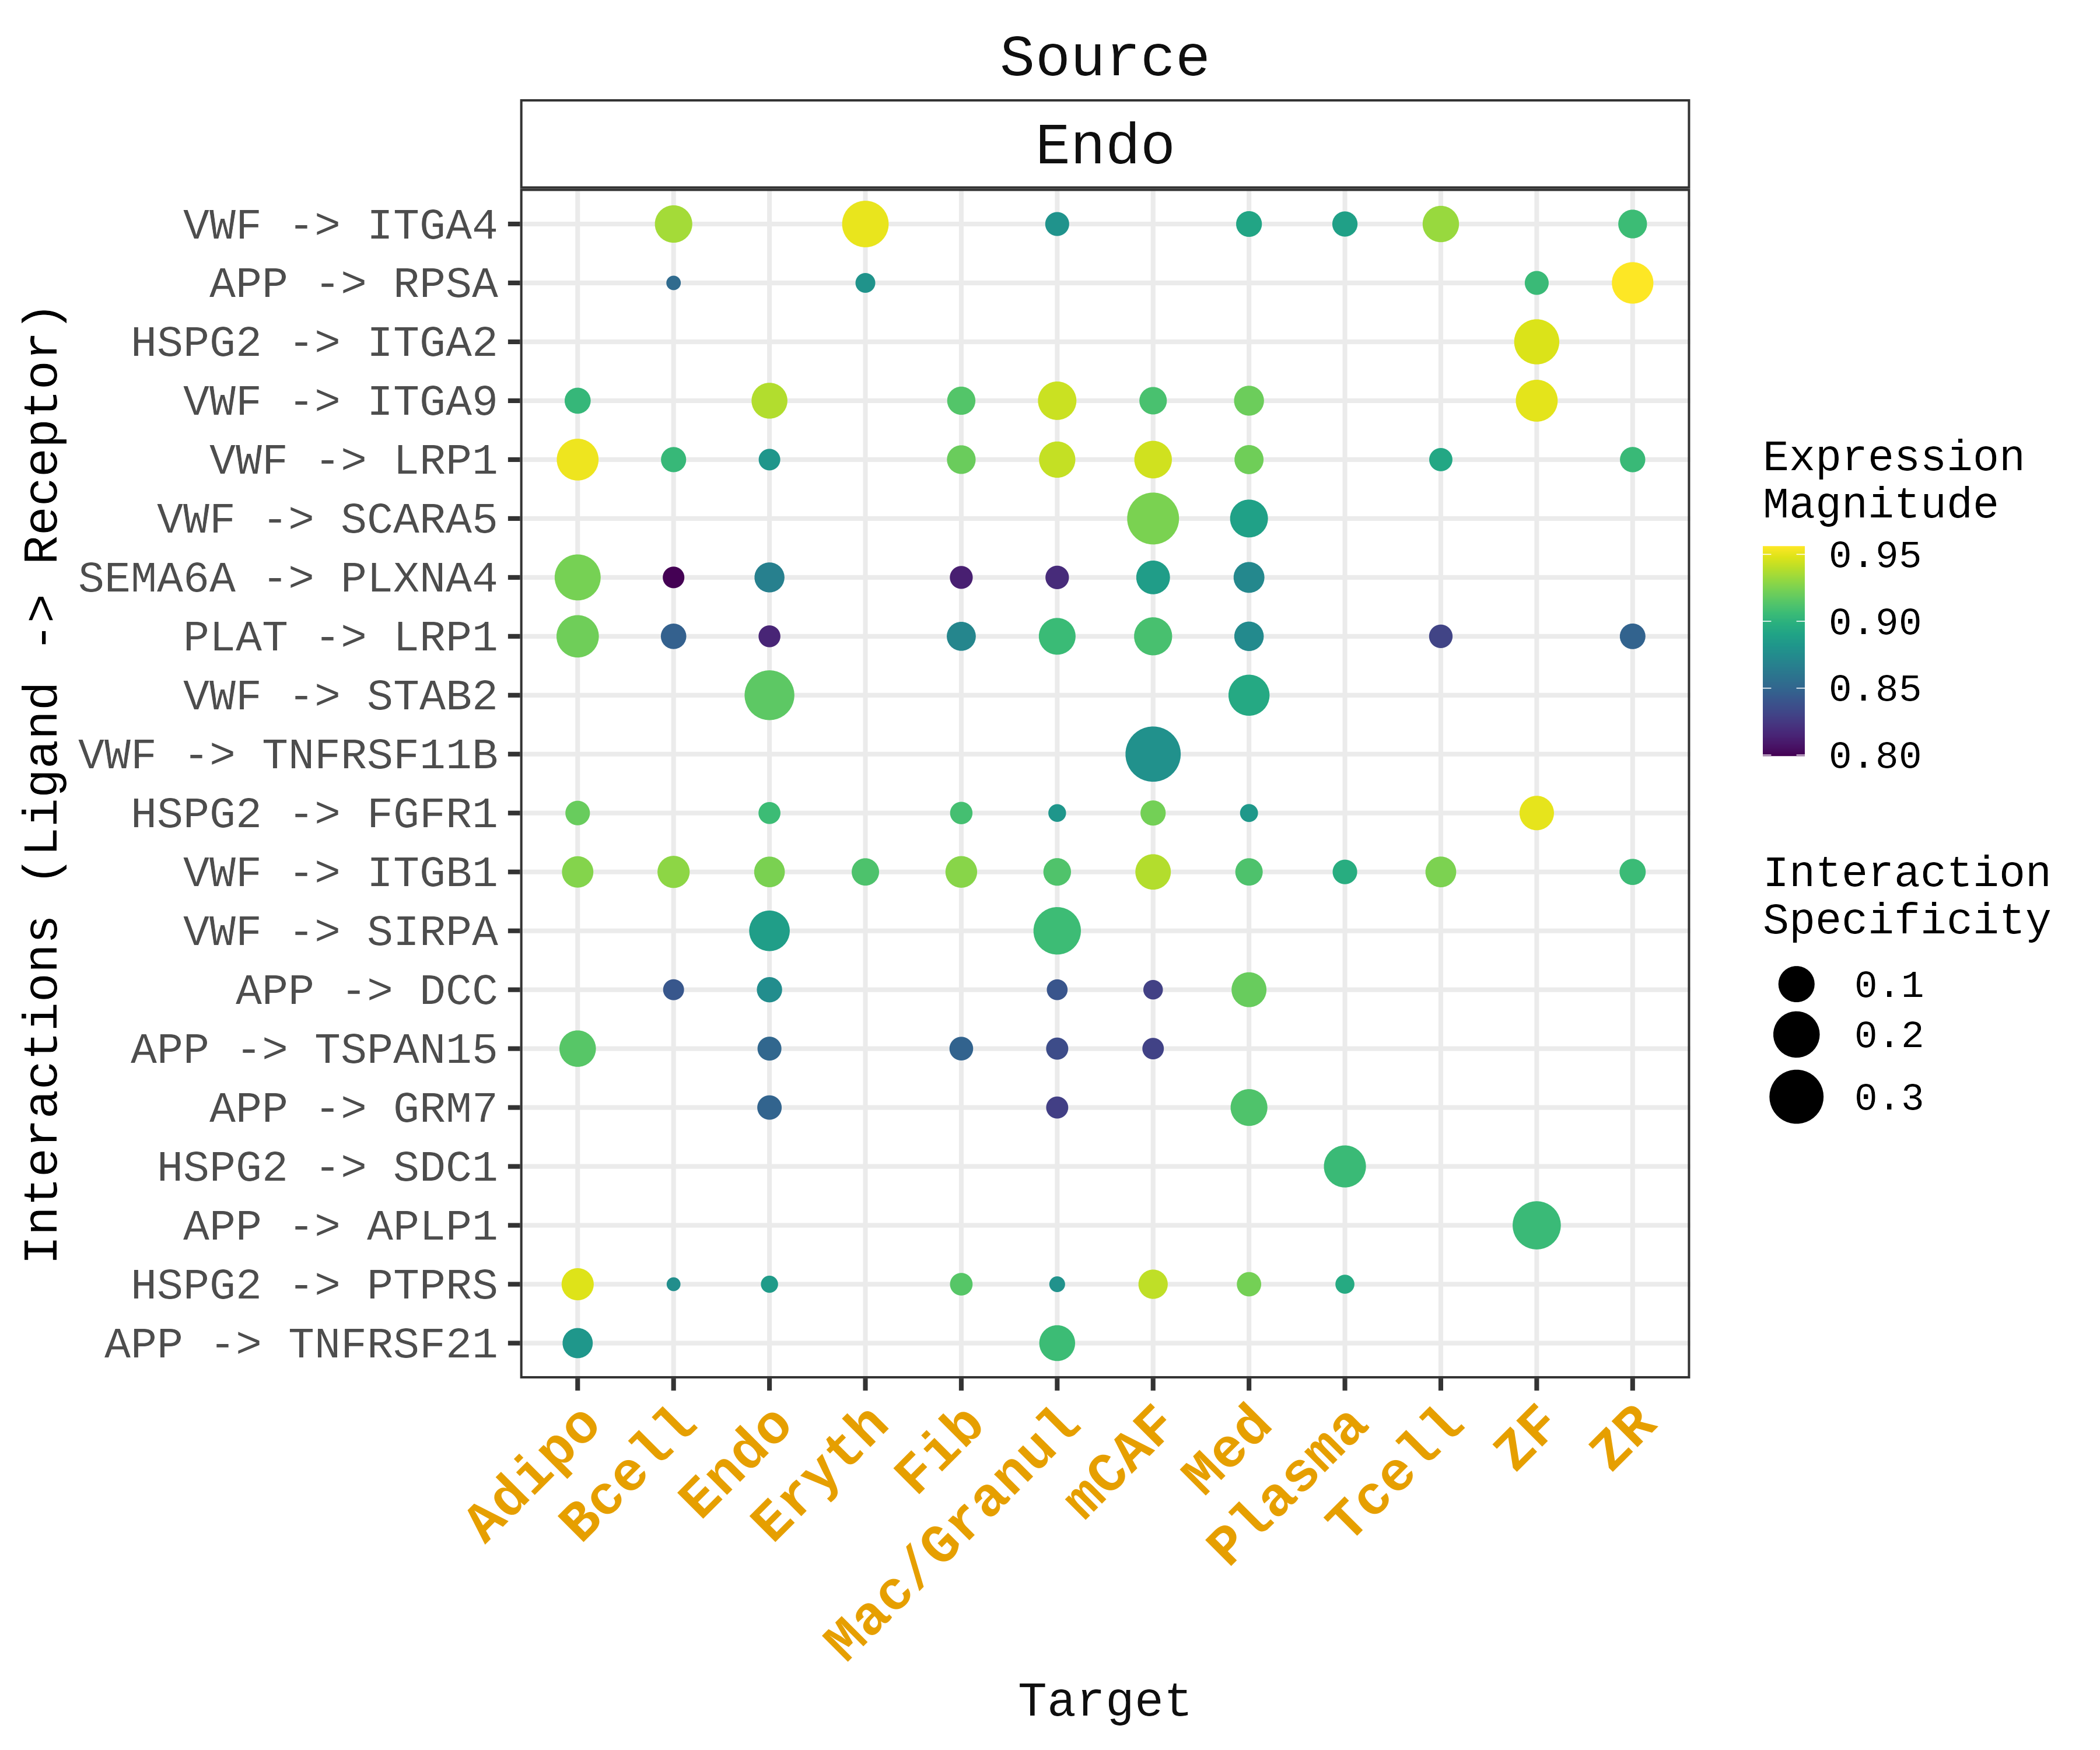 Source
Endo
Interactions (Ligand -> Receptor)
VWF -> ITGA4
APP -> RPSA
HSPG2 -> ITGA2
VWF -> ITGA9
VWF -> LRP1
VWF -> SCARA5
SEMA6A -> PLXNA4
PLAT -> LRP1
VWF -> STAB2
VWF -> TNFRSF11B
HSPG2 -> FGFR1
VWF -> ITGB1
VWF -> SIRPA
APP -> DCC
APP -> TSPAN15
APP -> GRM7
HSPG2 -> SDC1
APP -> APLP1
HSPG2 -> PTPRS
APP -> TNFRSF21
Adipo
Bcell
Endo
Eryth
Fib
Mac/Granul
mCAF
Med
Plasma
Tcell
ZF
ZR
Target
Expression
Magnitude
0.95
0.90
0.85
0.80
Interaction
Specificity
0.1
0.2
0.3